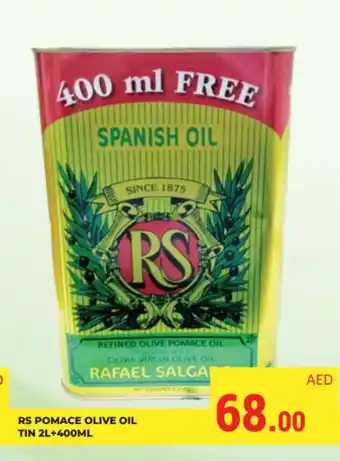 400 ml FREE
SPANISH OIL
SINCE 1875
RS
REFINED OLIVE POMACE OIL
EXTRA VIRGIN OLIVE OIL
RAFAEL SALGA
AED
68.00
RS POMACE OLIVE OIL
TIN 2L+400ML